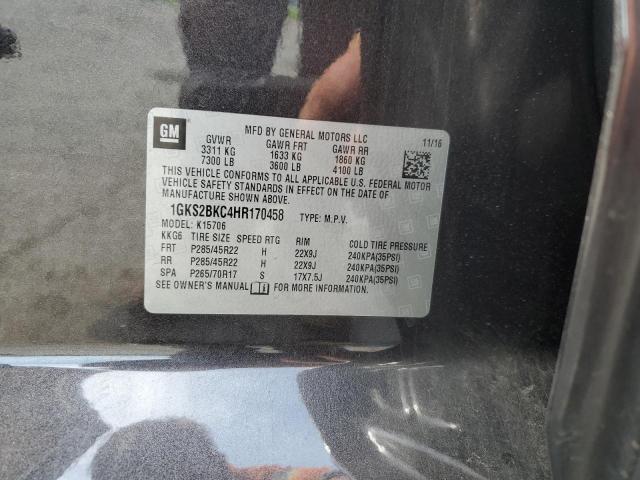 GM
MFD BY GENERAL MOTORS LLC 11/16
GVWR GAWR FRT GAWR RR
3311 KG 1633 KG 1860 KG
7300 LB 3600 LB 4100 LB
THIS VEHICLE CONFORMS TO ALL APPLICABLE U.S. FEDERAL MOTOR
VEHICLE SAFETY STANDARDS IN EFFECT ON THE DATE OF
MANUFACTURE SHOWN ABOVE.
1GKS2BKC4HR170458 TYPE: M.P.V.
MODEL: K15706
KKG6 TIRE SIZE SPEED RTG RIM COLD TIRE PRESSURE
FRT P285/45R22 H 22X9J 240KPA(35PSI)
RR P285/45R22 H 22X9J 240KPA(35PSI)
SPA P265/70R17 S 17X7.5J 240KPA(35PSI)
SEE OWNER'S MANUAL FOR MORE INFORMATION.